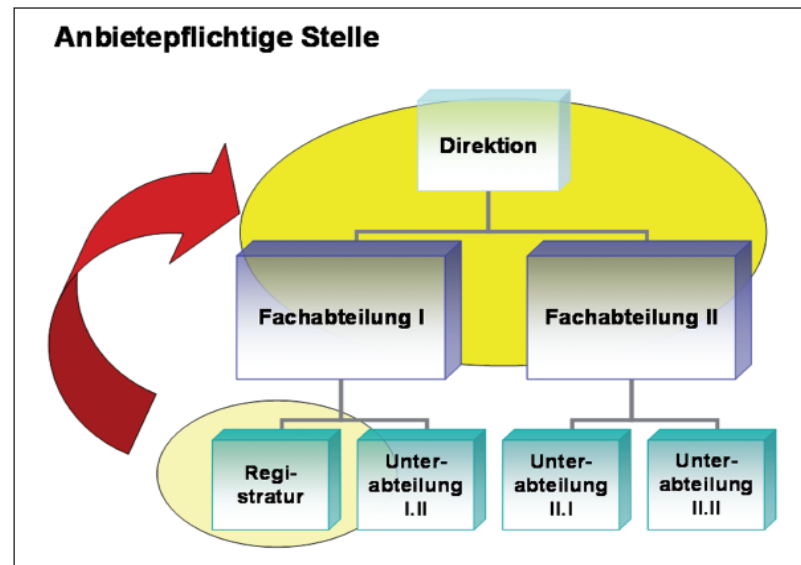 Anbietepflichtige Stelle
Direktion
Fachabteilung I
Fachabteilung II
Regi-
stratur
Unter-
abteilung
I.II
Unter-
abteilung
II.I
Unter-
abteilung
II.II